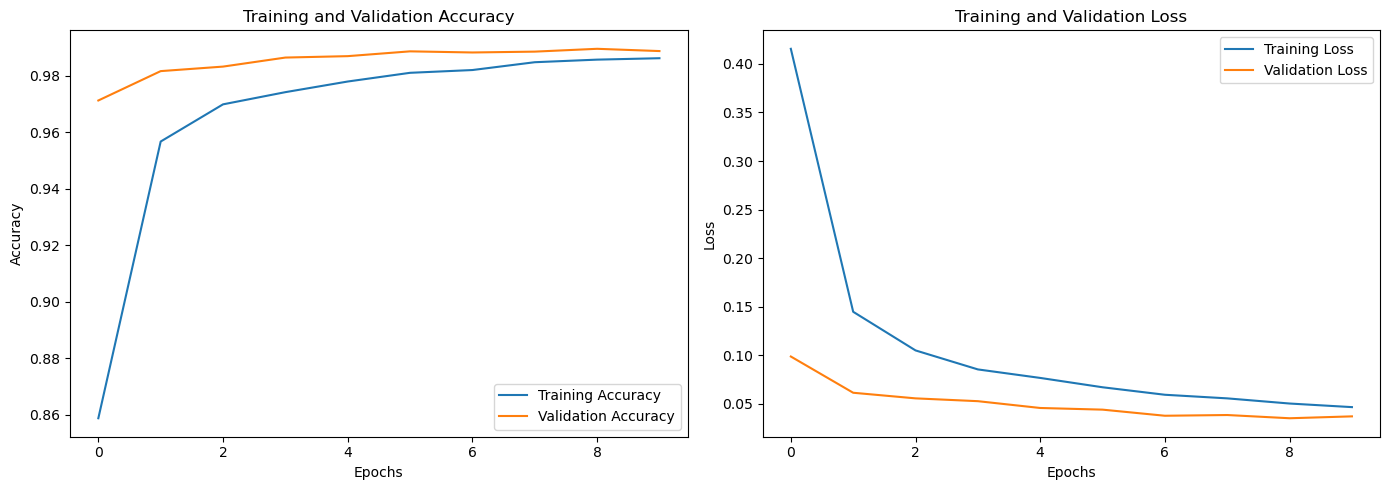 Training and Validation Accuracy
Accuracy
0.98
0.96
0.94
0.92
0.90
0.88
0.86
0 2 4 6 8
Epochs
Training Accuracy
Validation Accuracy
Training and Validation Loss
Loss
0.40
0.35
0.30
0.25
0.20
0.15
0.10
0.05
0 2 4 6 8
Epochs
Training Loss
Validation Loss